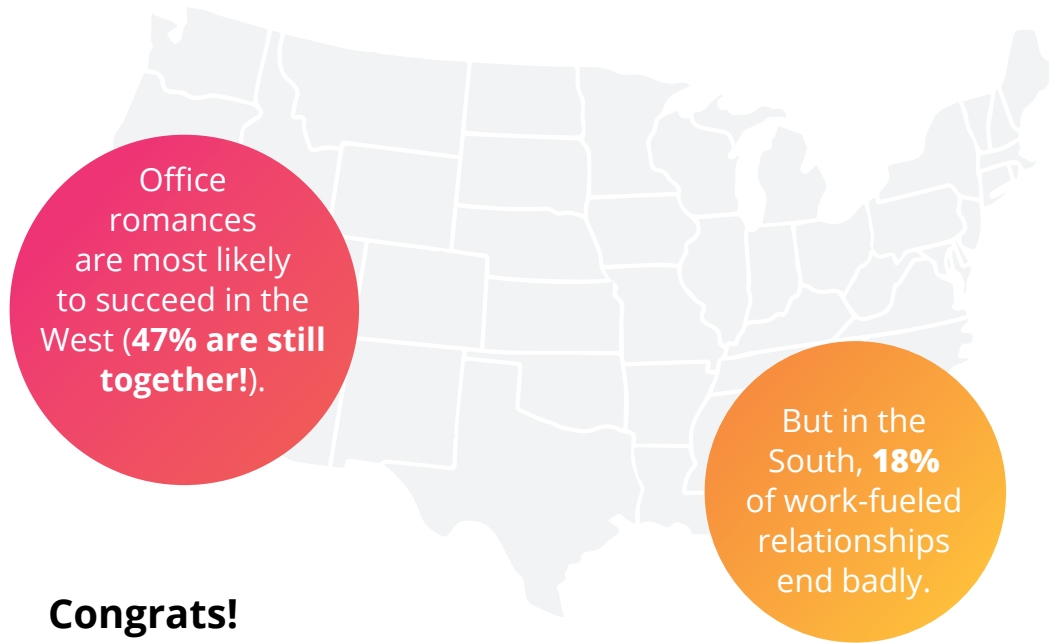 Office
romances
are most likely
to succeed in the
West (47% are still
together!).
But in the
South, 18%
of work-fueled
relationships
end badly.
Congrats!